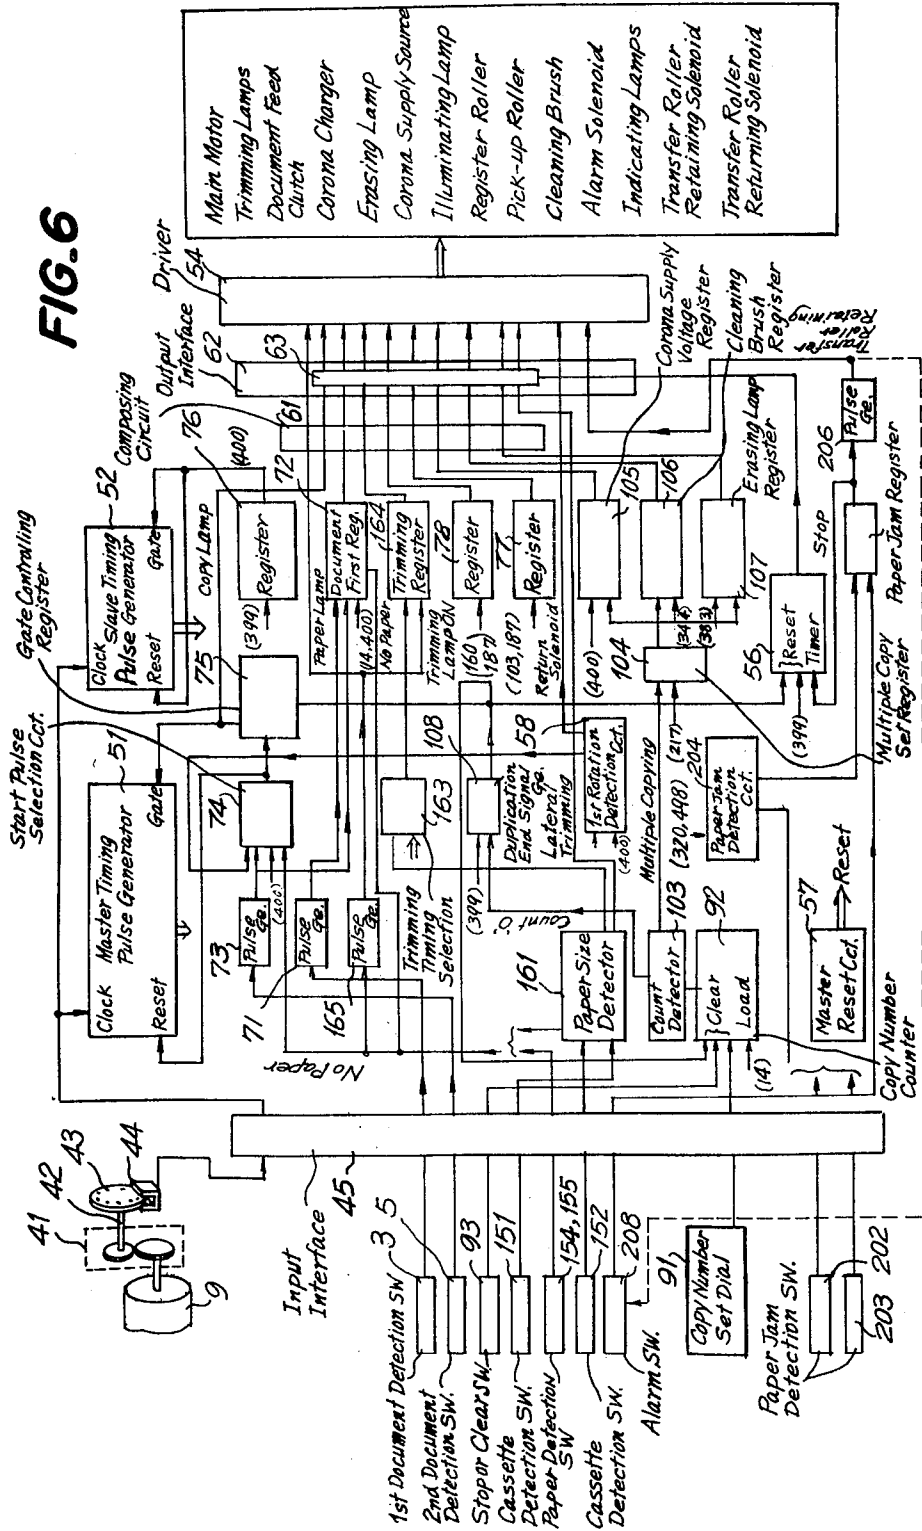 FIG.6
41
42
43
44
9
Input
Interface
45
1st Document Detection SW
3
2nd Document
Detection SW.
5
Stop or Clear SW
93
Cassette
Detection SW.
151
Paper Detection
SW
154, 155
Cassette
Detection SW.
152
Alarm SW.
208
91
Copy Number
Set Dial
Paper Jam
Detection SW.
202
203
Start Pulse
Selection Cct.
Gate Controlling
Register
Master Timing
Pulse Generator
51
Clock
Reset
Gate
52
Clock
Slave Timing
Pulse Generator
Reset
Gate
Copy Lamp
73
Pulse
Ge.
71
Pulse
Ge.
165
Pulse
Ge.
No Paper
74
(400)
75
76
Register
(399)
(400)
Composing
Circuit
61
Output
Interface
62
63
Driver
54
72
Document
First Reg.
Paper Lamp
(14,400)
No Paper
164
Trimming
Register
Trimming
Lamp ON
78
Register
(160)
(187)
77
Register
(103,187)
Return
Solenoid
163
Trimming
Timing
Selection
108
Duplication
End Signal
Ge.
(399)
Count "0"
Lateral
Trimming
58
1st Rotation
Detection Cct.
(400)
161
Paper Size
Detector
Count
Detector
103
Multiple Copying
Clear
Load
92
(14)
Copy Number
Counter
104
(217)
(344)
(383)
(400)
105
106
107
Corona Supply
Voltage
Register
Cleaning
Brush
Register
Erasing Lamp
Register
Multiple Copy
Set Register
(320,498)
204
Paper Jam
Detection
Cct.
57
Master
Reset Cct.
Reset
56
Reset
Timer
(399)
Stop
206
Pulse
Ge.
Paper Jam Register
Transfer
Roller
Retaining
Main Motor
Trimming Lamps
Document Feed
Clutch
Corona Charger
Erasing Lamp
Corona Supply Source
Illuminating Lamp
Register Roller
Pick-up Roller
Cleaning Brush
Alarm Solenoid
Indicating Lamps
Transfer Roller
Retaining Solenoid
Transfer Roller
Returning Solenoid